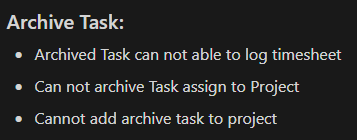 Archive Task:
• Archived Task can not able to log timesheet
• Can not archive Task assign to Project
• Cannot add archive task to project